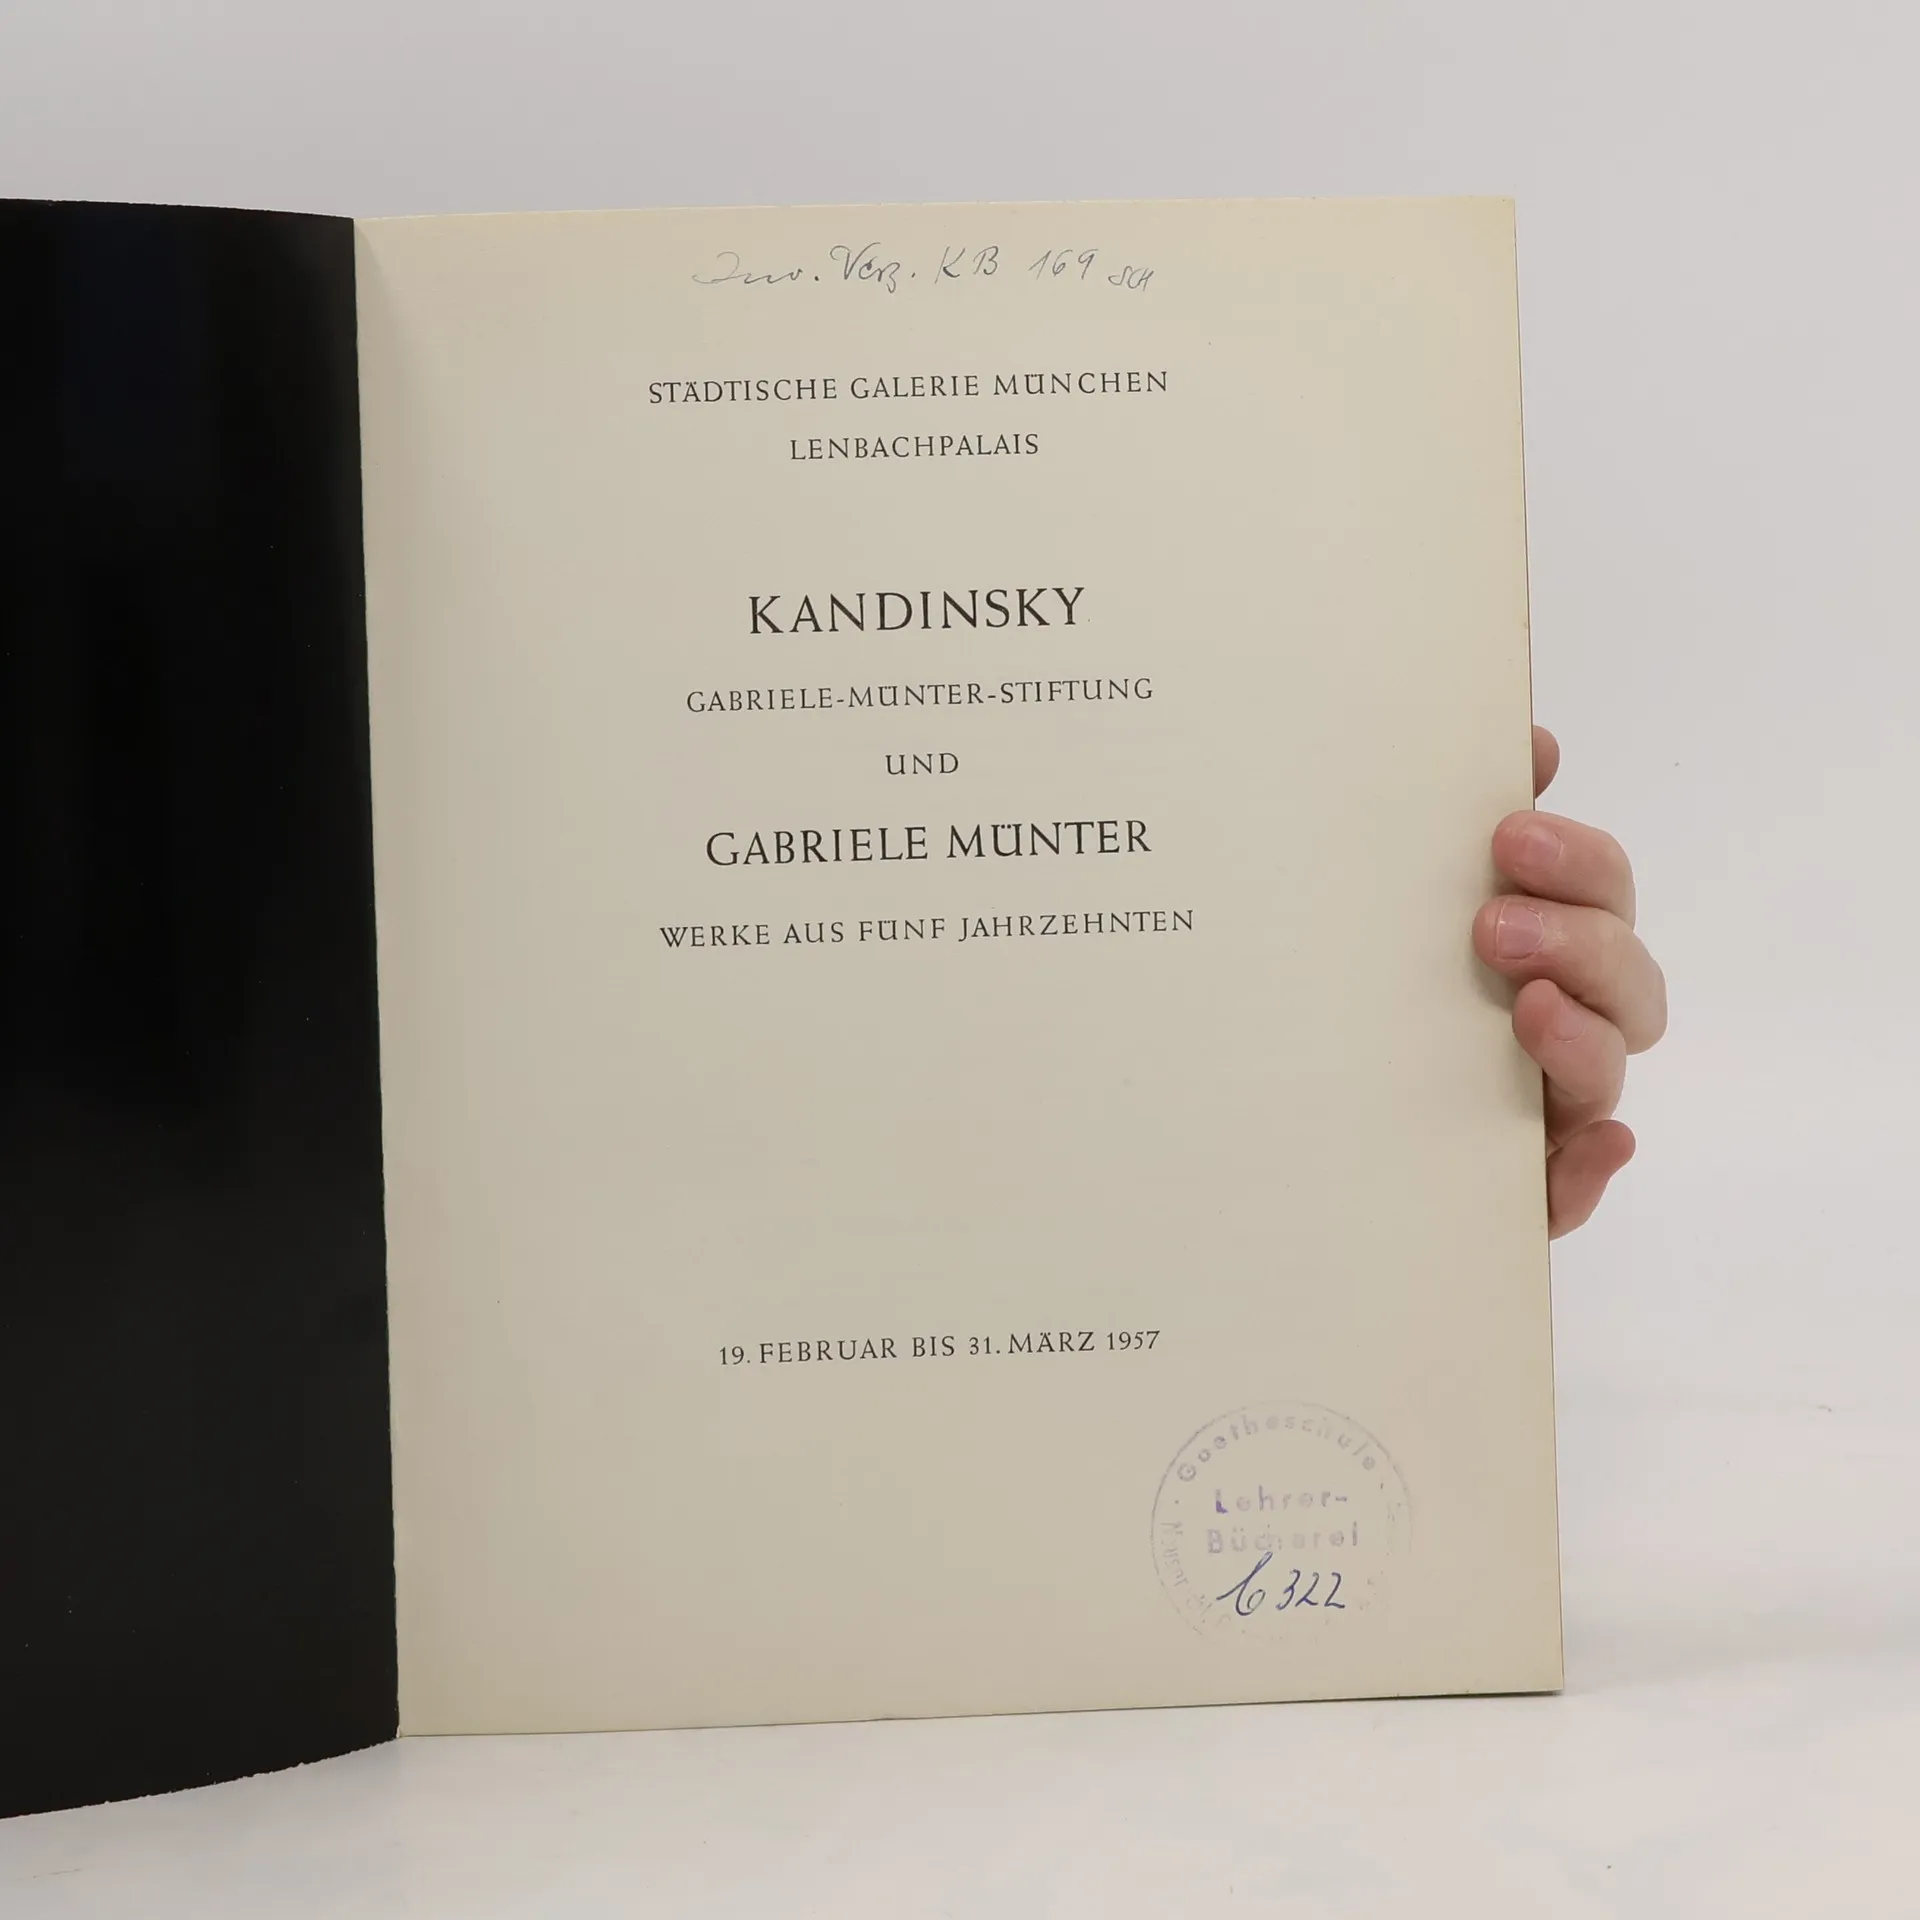 Inv. Verz. KB 169 SCH
STÄDTISCHE GALERIE MÜNCHEN
LENBACHPALAIS
KANDINSKY
GABRIELE-MÜNTER-STIFTUNG
UND
GABRIELE MÜNTER
WERKE AUS FÜNF JAHRZEHNTEN
19. FEBRUAR BIS 31. MÄRZ 1957
Goetheschule
Lehrer-
Bücherei
322